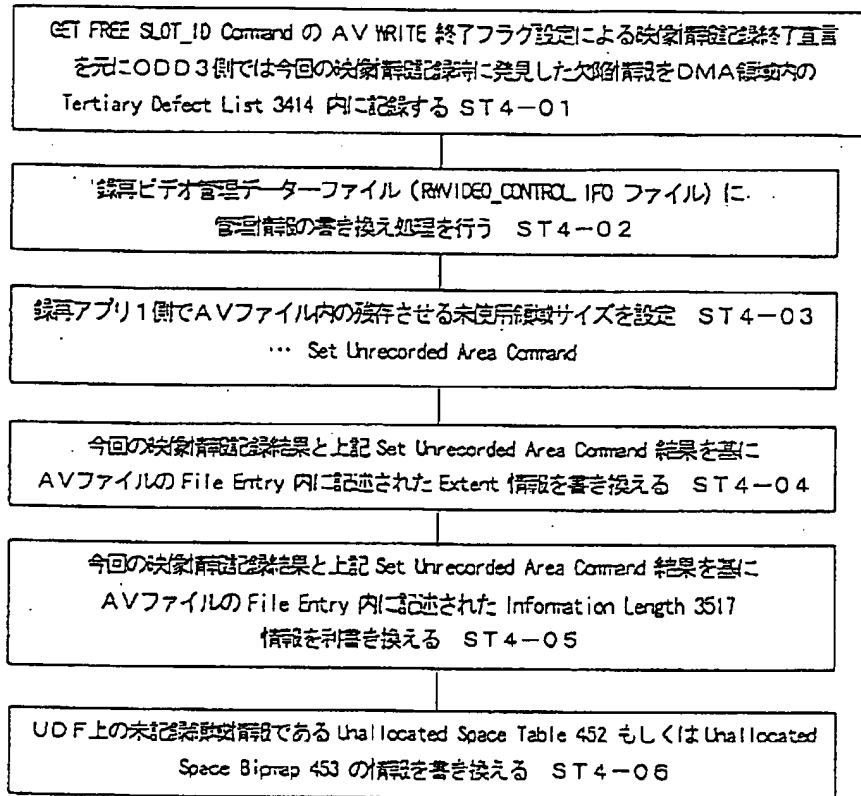 GET FREE SLOT_ID Command の AV WRITE 終了フラグ設定による映像情報記録終了宣言
を元にODD3側では今回の映像情報記録時に発見した欠陥情報をDMA領域内の
Tertiary Defect List 3414 内に記録する ST4-01
録再ビデオ管理データーファイル (RWVIDEO_CONTROL. IFO ファイル) に
管理情報の書き換え処理を行う ST4-02
録再アプリ1側でAVファイル内の残存させる未使用領域サイズを設定 ST4-03
… Set Unrecorded Area Command
今回の映像情報記録結果と上記 Set Unrecorded Area Command 結果を基に
AVファイルの File Entry 内に記述された Extent 情報を書き換える ST4-04
今回の映像情報記録結果と上記 Set Unrecorded Area Command 結果を基に
AVファイルの File Entry 内に記述された Information Length 3517
情報を利書き換える ST4-05
UDF上の未記録領域情報である Unallocated Space Table 452 もしくは Unallocated
Space Bipmap 453 の情報を書き換える ST4-06